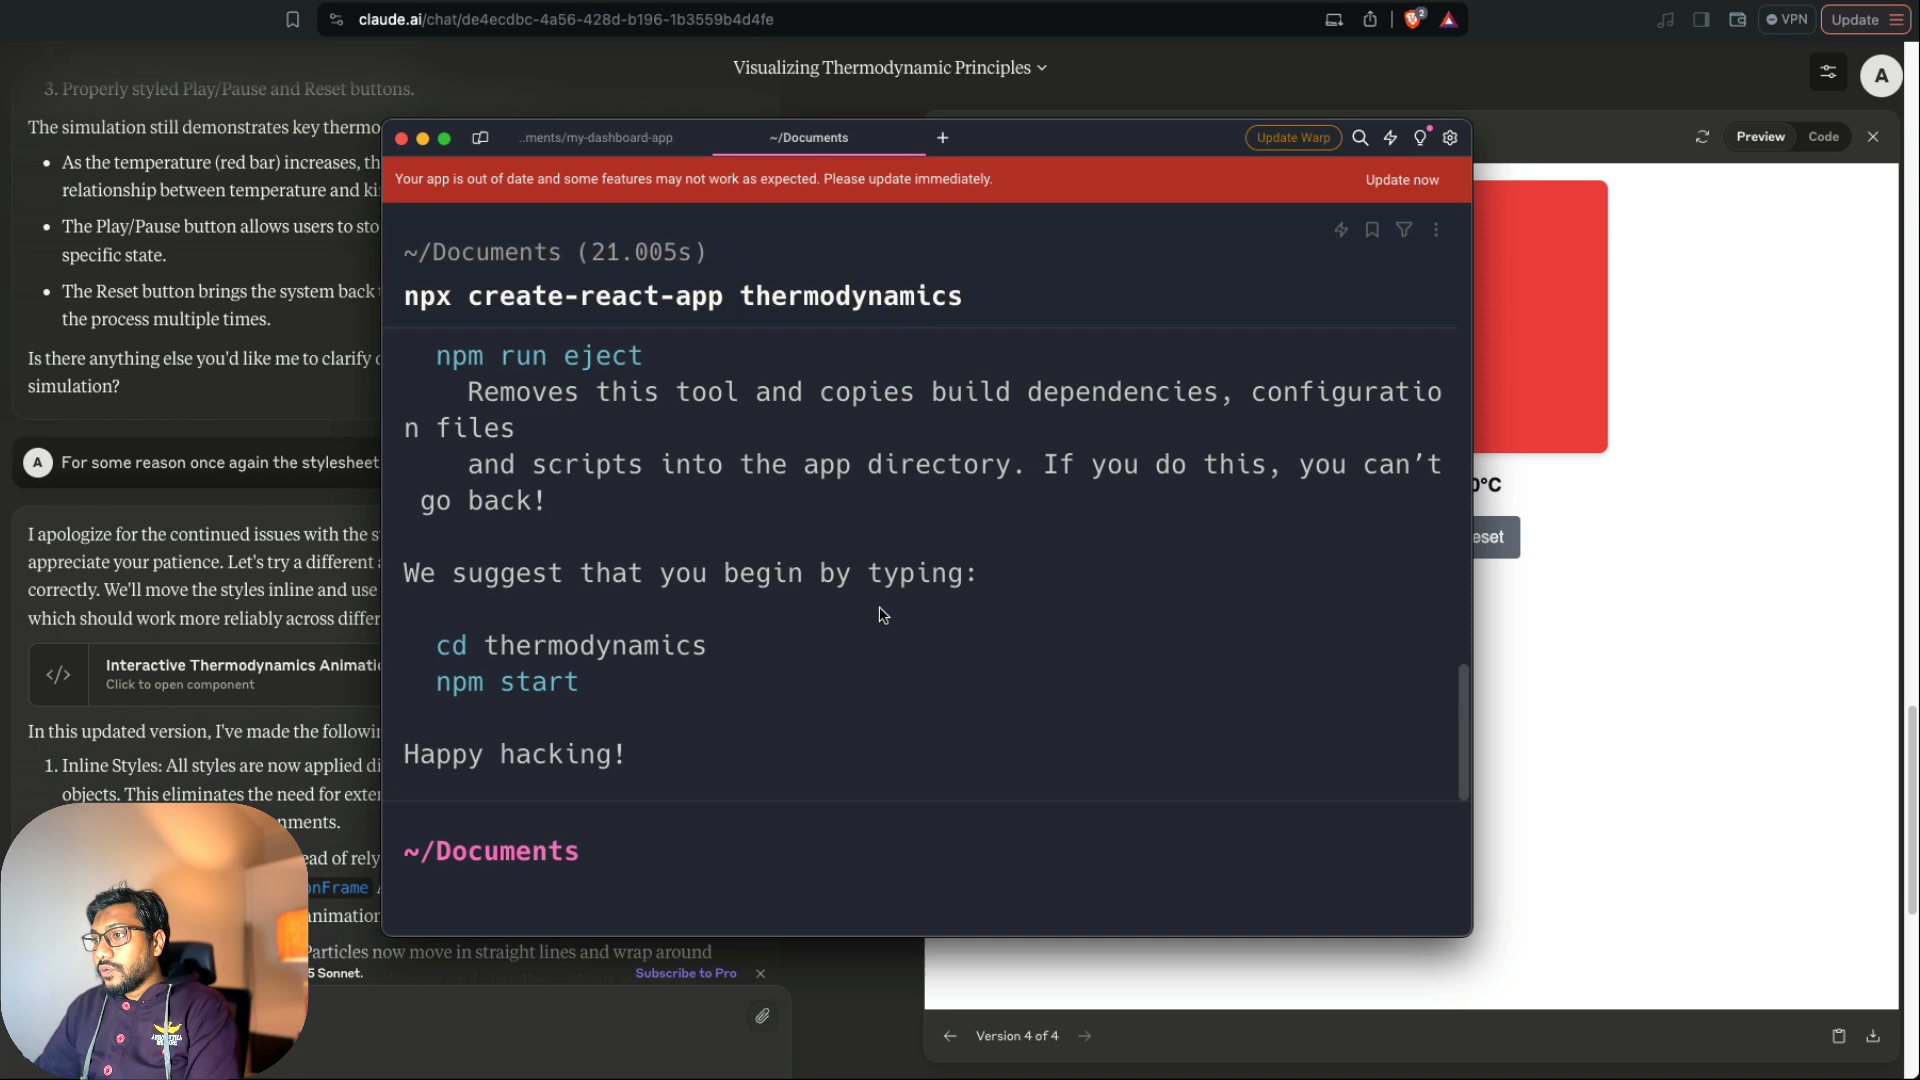 claude.ai/chat/de4ecdbc-4a56-428d-b196-1b3559b4d4fe
2
VPN
Update
Visualizing Thermodynamic Principles
A
3. Properly styled Play/Pause and Reset buttons.
The simulation still demonstrates key thermo
• As the temperature (red bar) increases, th
relationship between temperature and ki
• The Play/Pause button allows users to sto
specific state.
• The Reset button brings the system back
the process multiple times.
Is there anything else you'd like me to clarify
simulation?
A
For some reason once again the stylesheet
I apologize for the continued issues with the s
appreciate your patience. Let's try a different
correctly. We'll move the styles inline and use
which should work more reliably across differ
</>
Interactive Thermodynamics Animati
Click to open component
In this updated version, I've made the followi
1. Inline Styles: All styles are now applied di
objects. This eliminates the need for exte
nments.
ead of rely
onFrame
animation
Particles now move in straight lines and wrap around
5 Sonnet.
Subscribe to Pro
..ments/my-dashboard-app
~/Documents
+
Update Warp
Your app is out of date and some features may not work as expected. Please update immediately.
Update now
~/Documents (21.005s)
npx create-react-app thermodynamics
npm run eject
Removes this tool and copies build dependencies, configuratio
n files
and scripts into the app directory. If you do this, you can’t
go back!
We suggest that you begin by typing:
cd thermodynamics
npm start
Happy hacking!
~/Documents
Preview
Code
0°C
eset
Version 4 of 4